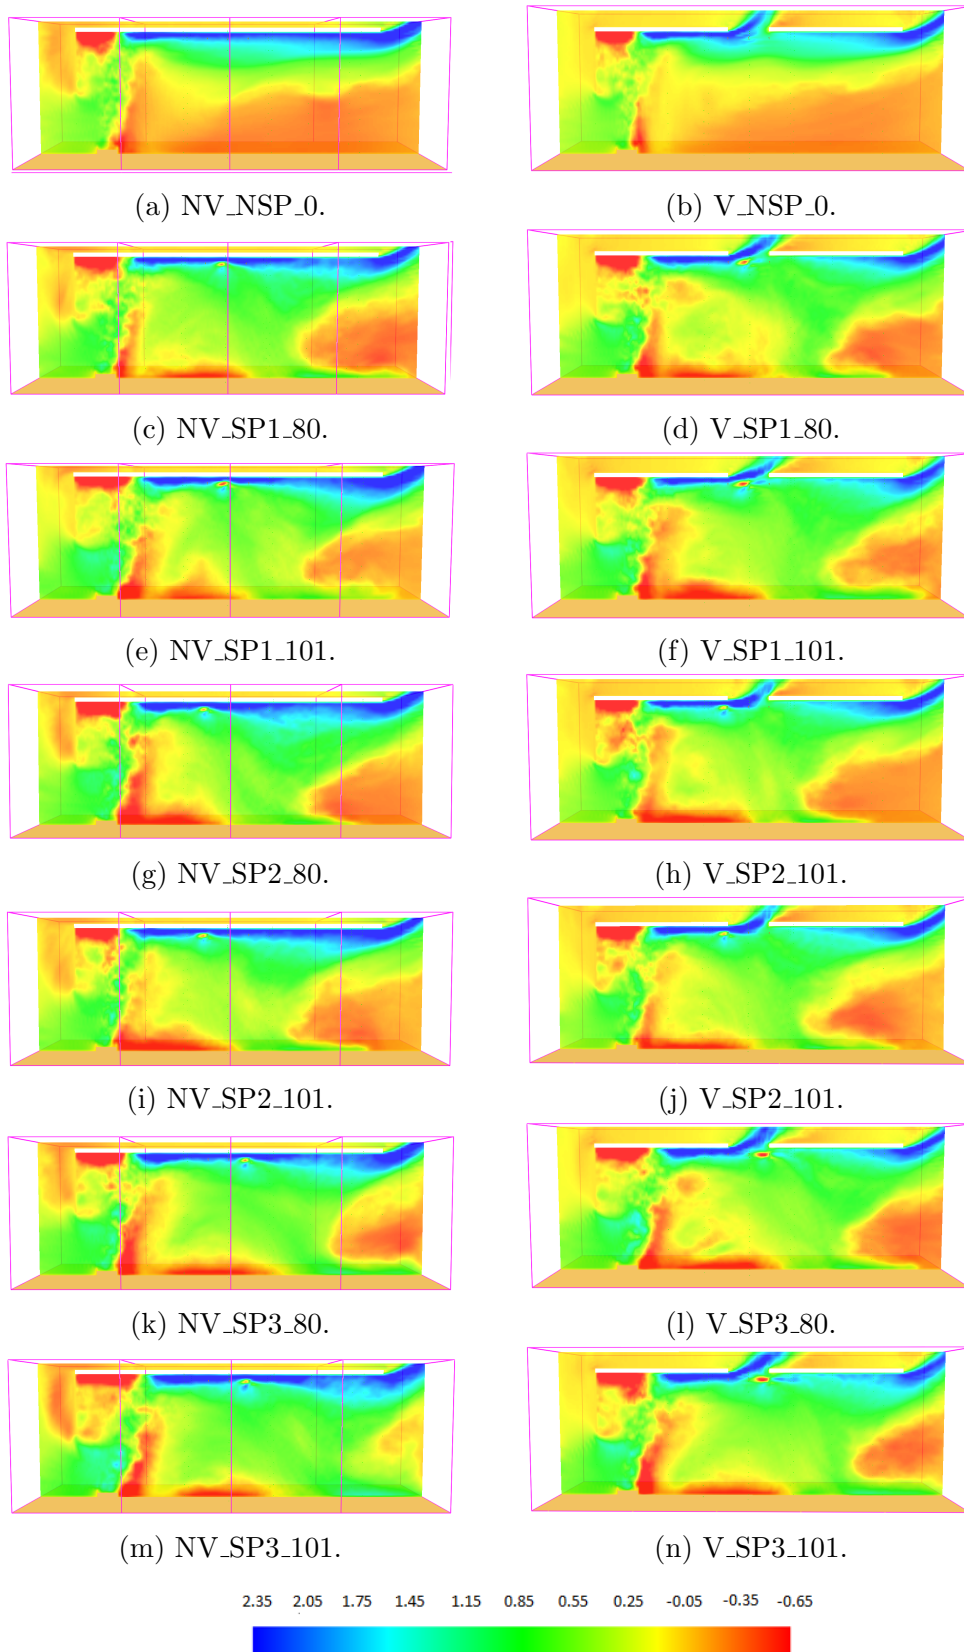 (a) NV_NSP_0.
(b) V_NSP_0.
(c) NV_SP1_80.
(d) V_SP1_80.
(e) NV_SP1_101.
(f) V_SP1_101.
(g) NV_SP2_80.
(h) V_SP2_101.
(i) NV_SP2_101.
(j) V_SP2_101.
(k) NV_SP3_80.
(l) V_SP3_80.
(m) NV_SP3_101.
(n) V_SP3_101.
2.35 2.05 1.75 1.45 1.15 0.85 0.55 0.25 -0.05 -0.35 -0.65